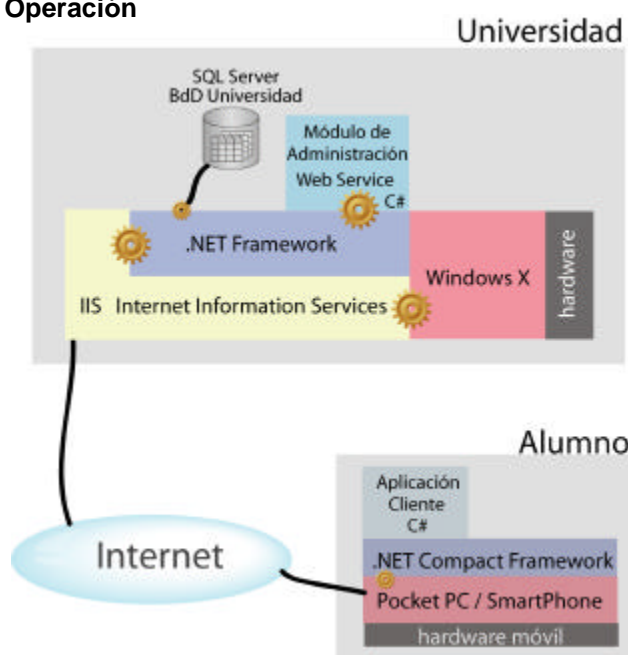 Operación
Universidad
SQL Server
BdD Universidad
Módulo de
Administración
Web Service
C#
.NET Framework
Windows X
hardware
IIS Internet Information Services
Alumno
Aplicación
Cliente
C#
Internet
.NET Compact Framework
Pocket PC / SmartPhone
hardware móvil